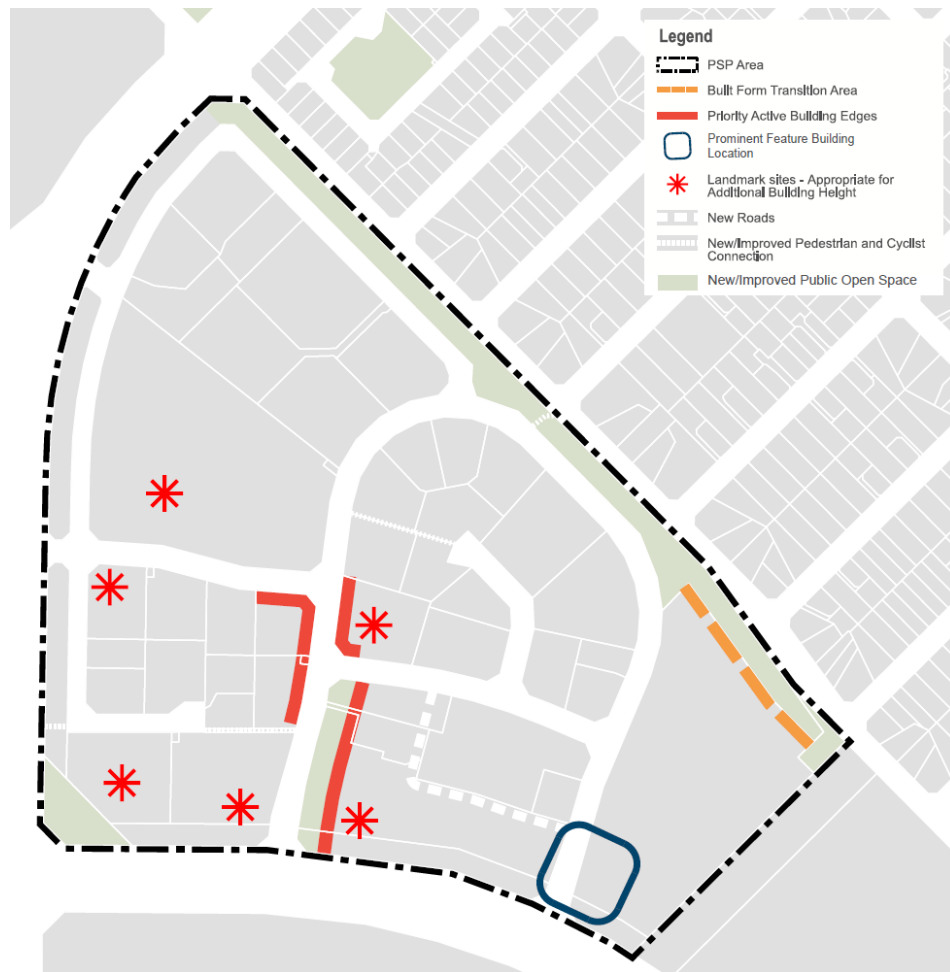 Legend
PSP Area
Built Form Transition Area
Priority Active Building Edges
Prominent Feature Building
Location
Landmark sites - Appropriate for
Additional Building Height
New Roads
New/Improved Pedestrian and Cyclist
Connection
New/Improved Public Open Space